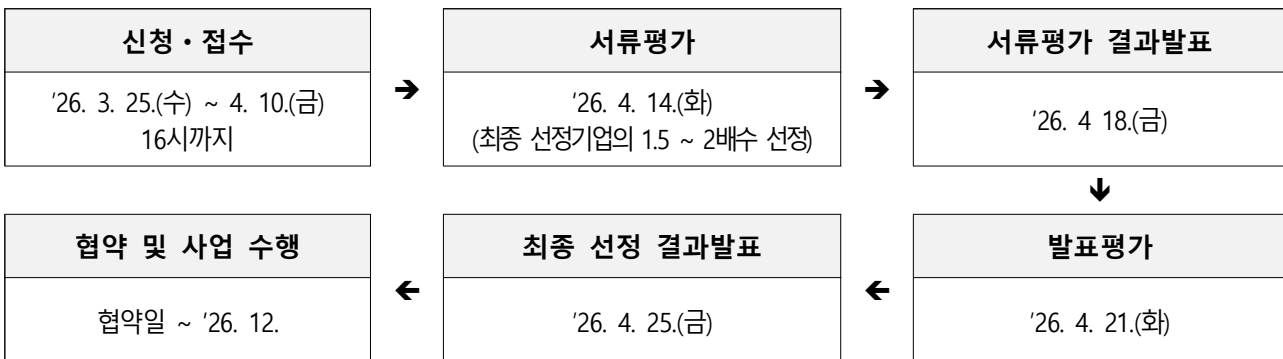 신청・접수
'26. 3. 25.(수) ~ 4. 10.(금)
16시까지
➔
서류평가
'26. 4. 14.(화)
(최종 선정기업의 1.5 ~ 2배수 선정)
➔
서류평가 결과발표
'26. 4 18.(금)
🡫
발표평가
'26. 4. 21.(화)
🡨
최종 선정 결과발표
'26. 4. 25.(금)
🡨
협약 및 사업 수행
협약일 ~ '26. 12.